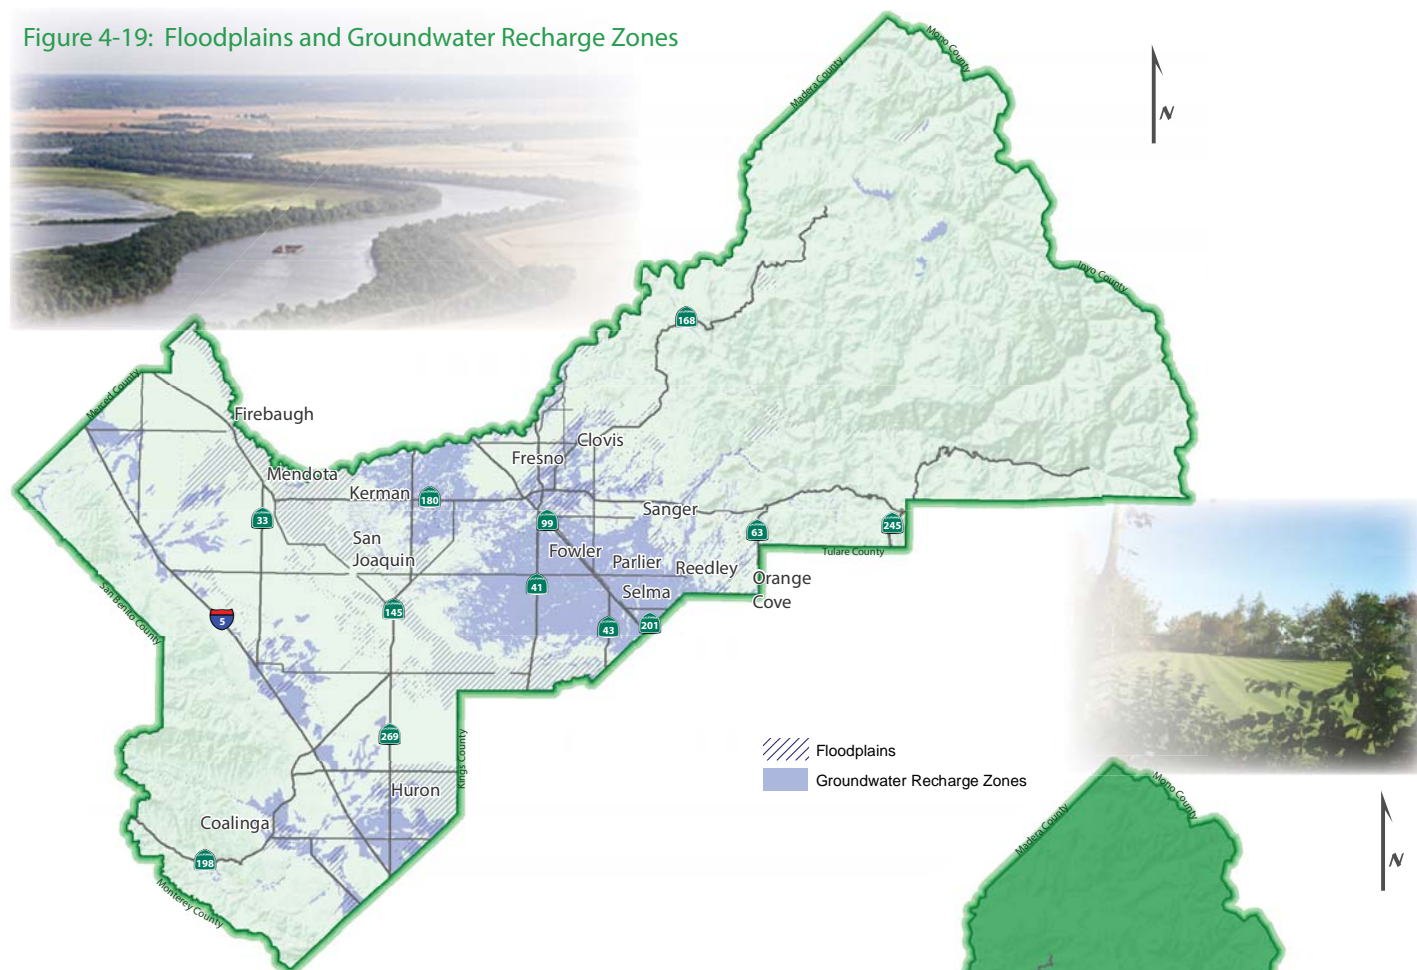 Figure 4-19: Floodplains and Groundwater Recharge Zones
Mono County
Madera County
N
Inyo County
168
Merced County
Firebaugh
Clovis
Fresno
Mendota
Kerman
180
Sanger
33
99
63
245
San
Joaquin
Fowler
Parlier
Reedley
Tulare County
Orange
Cove
41
Selma
San Benito County
5
145
43
201
269
Kings County
Floodplains
Groundwater Recharge Zones
Huron
Coalinga
198
Monterey County
Mono County
Madera County
N